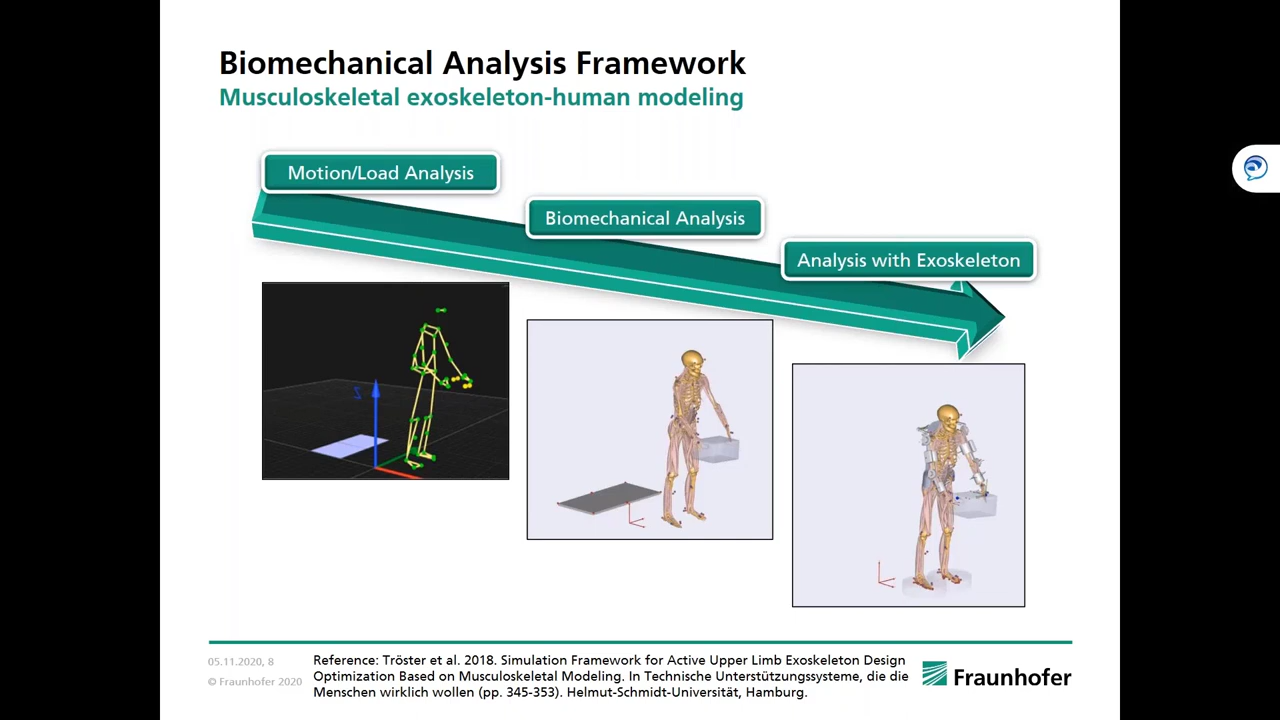 Biomechanical Analysis Framework
Musculoskeletal exoskeleton-human modeling
Motion/Load Analysis
Biomechanical Analysis
Analysis with Exoskeleton
Z
05.11.2020, 8
© Fraunhofer 2020
Reference: Tröster et al. 2018. Simulation Framework for Active Upper Limb Exoskeleton Design
Optimization Based on Musculoskeletal Modeling. In Technische Unterstützungssysteme, die die
Menschen wirklich wollen (pp. 345-353). Helmut-Schmidt-Universität, Hamburg.
Fraunhofer